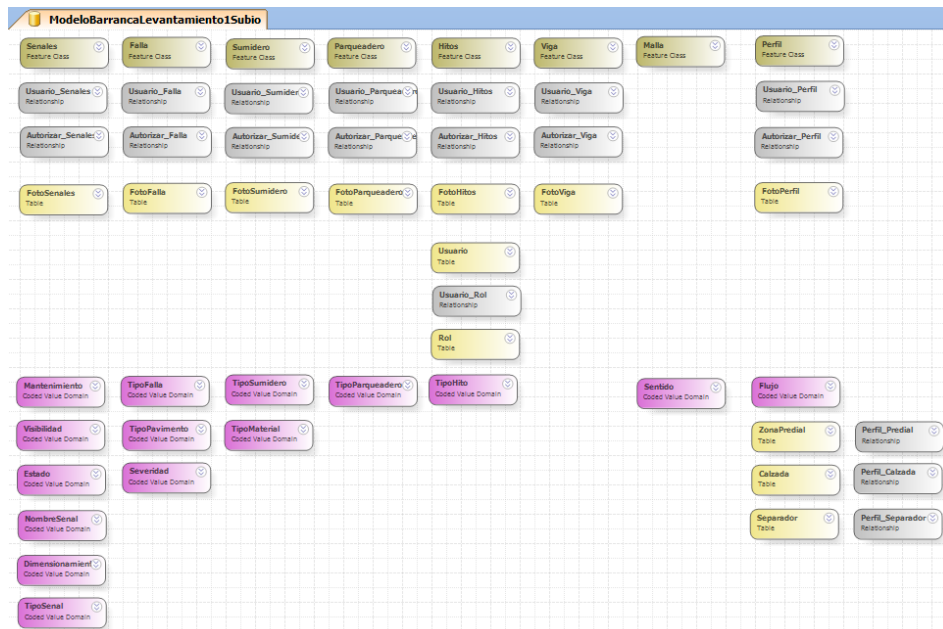 ModeloBarrancaLevantamiento1Subio
Senales
Feature Class
Falla
Feature Class
Sumidero
Feature Class
Parqueadero
Feature Class
Hitos
Feature Class
Viga
Feature Class
Malla
Feature Class
Perfil
Feature Class
Usuario_Senales
Relationship
Usuario_Falla
Relationship
Usuario_Sumider
Relationship
Usuario_Parquea
Relationship
Usuario_Hitos
Relationship
Usuario_Viga
Relationship
Usuario_Perfil
Relationship
Autorizar_Senales
Relationship
Autorizar_Falla
Relationship
Autorizar_Sumide
Relationship
Autorizar_Parque
Relationship
Autorizar_Hitos
Relationship
Autorizar_Viga
Relationship
Autorizar_Perfil
Relationship
FotoSenales
Table
FotoFalla
Table
FotoSumidero
Table
FotoParqueadero
Table
FotoHitos
Table
FotoViga
Table
FotoPerfil
Table
Usuario
Table
Usuario_Rol
Relationship
Rol
Table
Mantenimiento
Coded Value Domain
TipoFalla
Coded Value Domain
TipoSumidero
Coded Value Domain
TipoParqueadero
Coded Value Domain
TipoHito
Coded Value Domain
Sentido
Coded Value Domain
Flujo
Coded Value Domain
Visibilidad
Coded Value Domain
TipoPavimento
Coded Value Domain
TipoMaterial
Coded Value Domain
ZonaPredial
Table
Perfil_Predial
Relationship
Estado
Coded Value Domain
Severidad
Coded Value Domain
Calzada
Table
Perfil_Calzada
Relationship
NombreSenal
Coded Value Domain
Separador
Table
Perfil_Separador
Relationship
Dimensionamient
Coded Value Domain
TipoSenal
Coded Value Domain